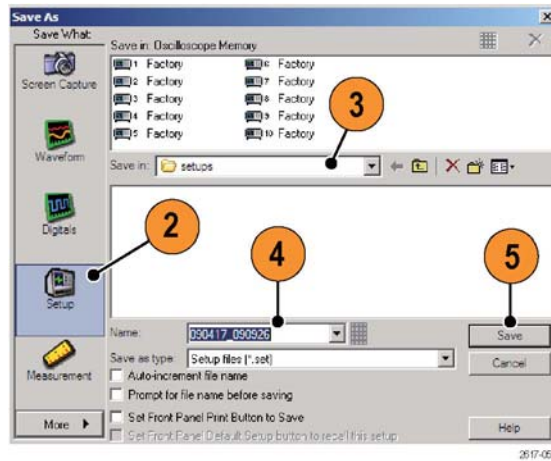 Save As
Save What:
Save in: Oscilloscope Memory
Screen Capture
1 Factory
2 Factory
3 Factory
4 Factory
5 Factory
6 Factory
7 Factory
8 Factory
9 Factory
10 Factory
3
Waveform
Save in:
setups
Digitals
2
Setup
4
5
Name:
090417_090926
Save
Save as type:
Setup files (*.set)
Cancel
Measurement
Auto-increment file name
Prompt for file name before saving
Set Front Panel Print Button to Save
Set Front Panel Default Setup button to recall this setup
More
Help